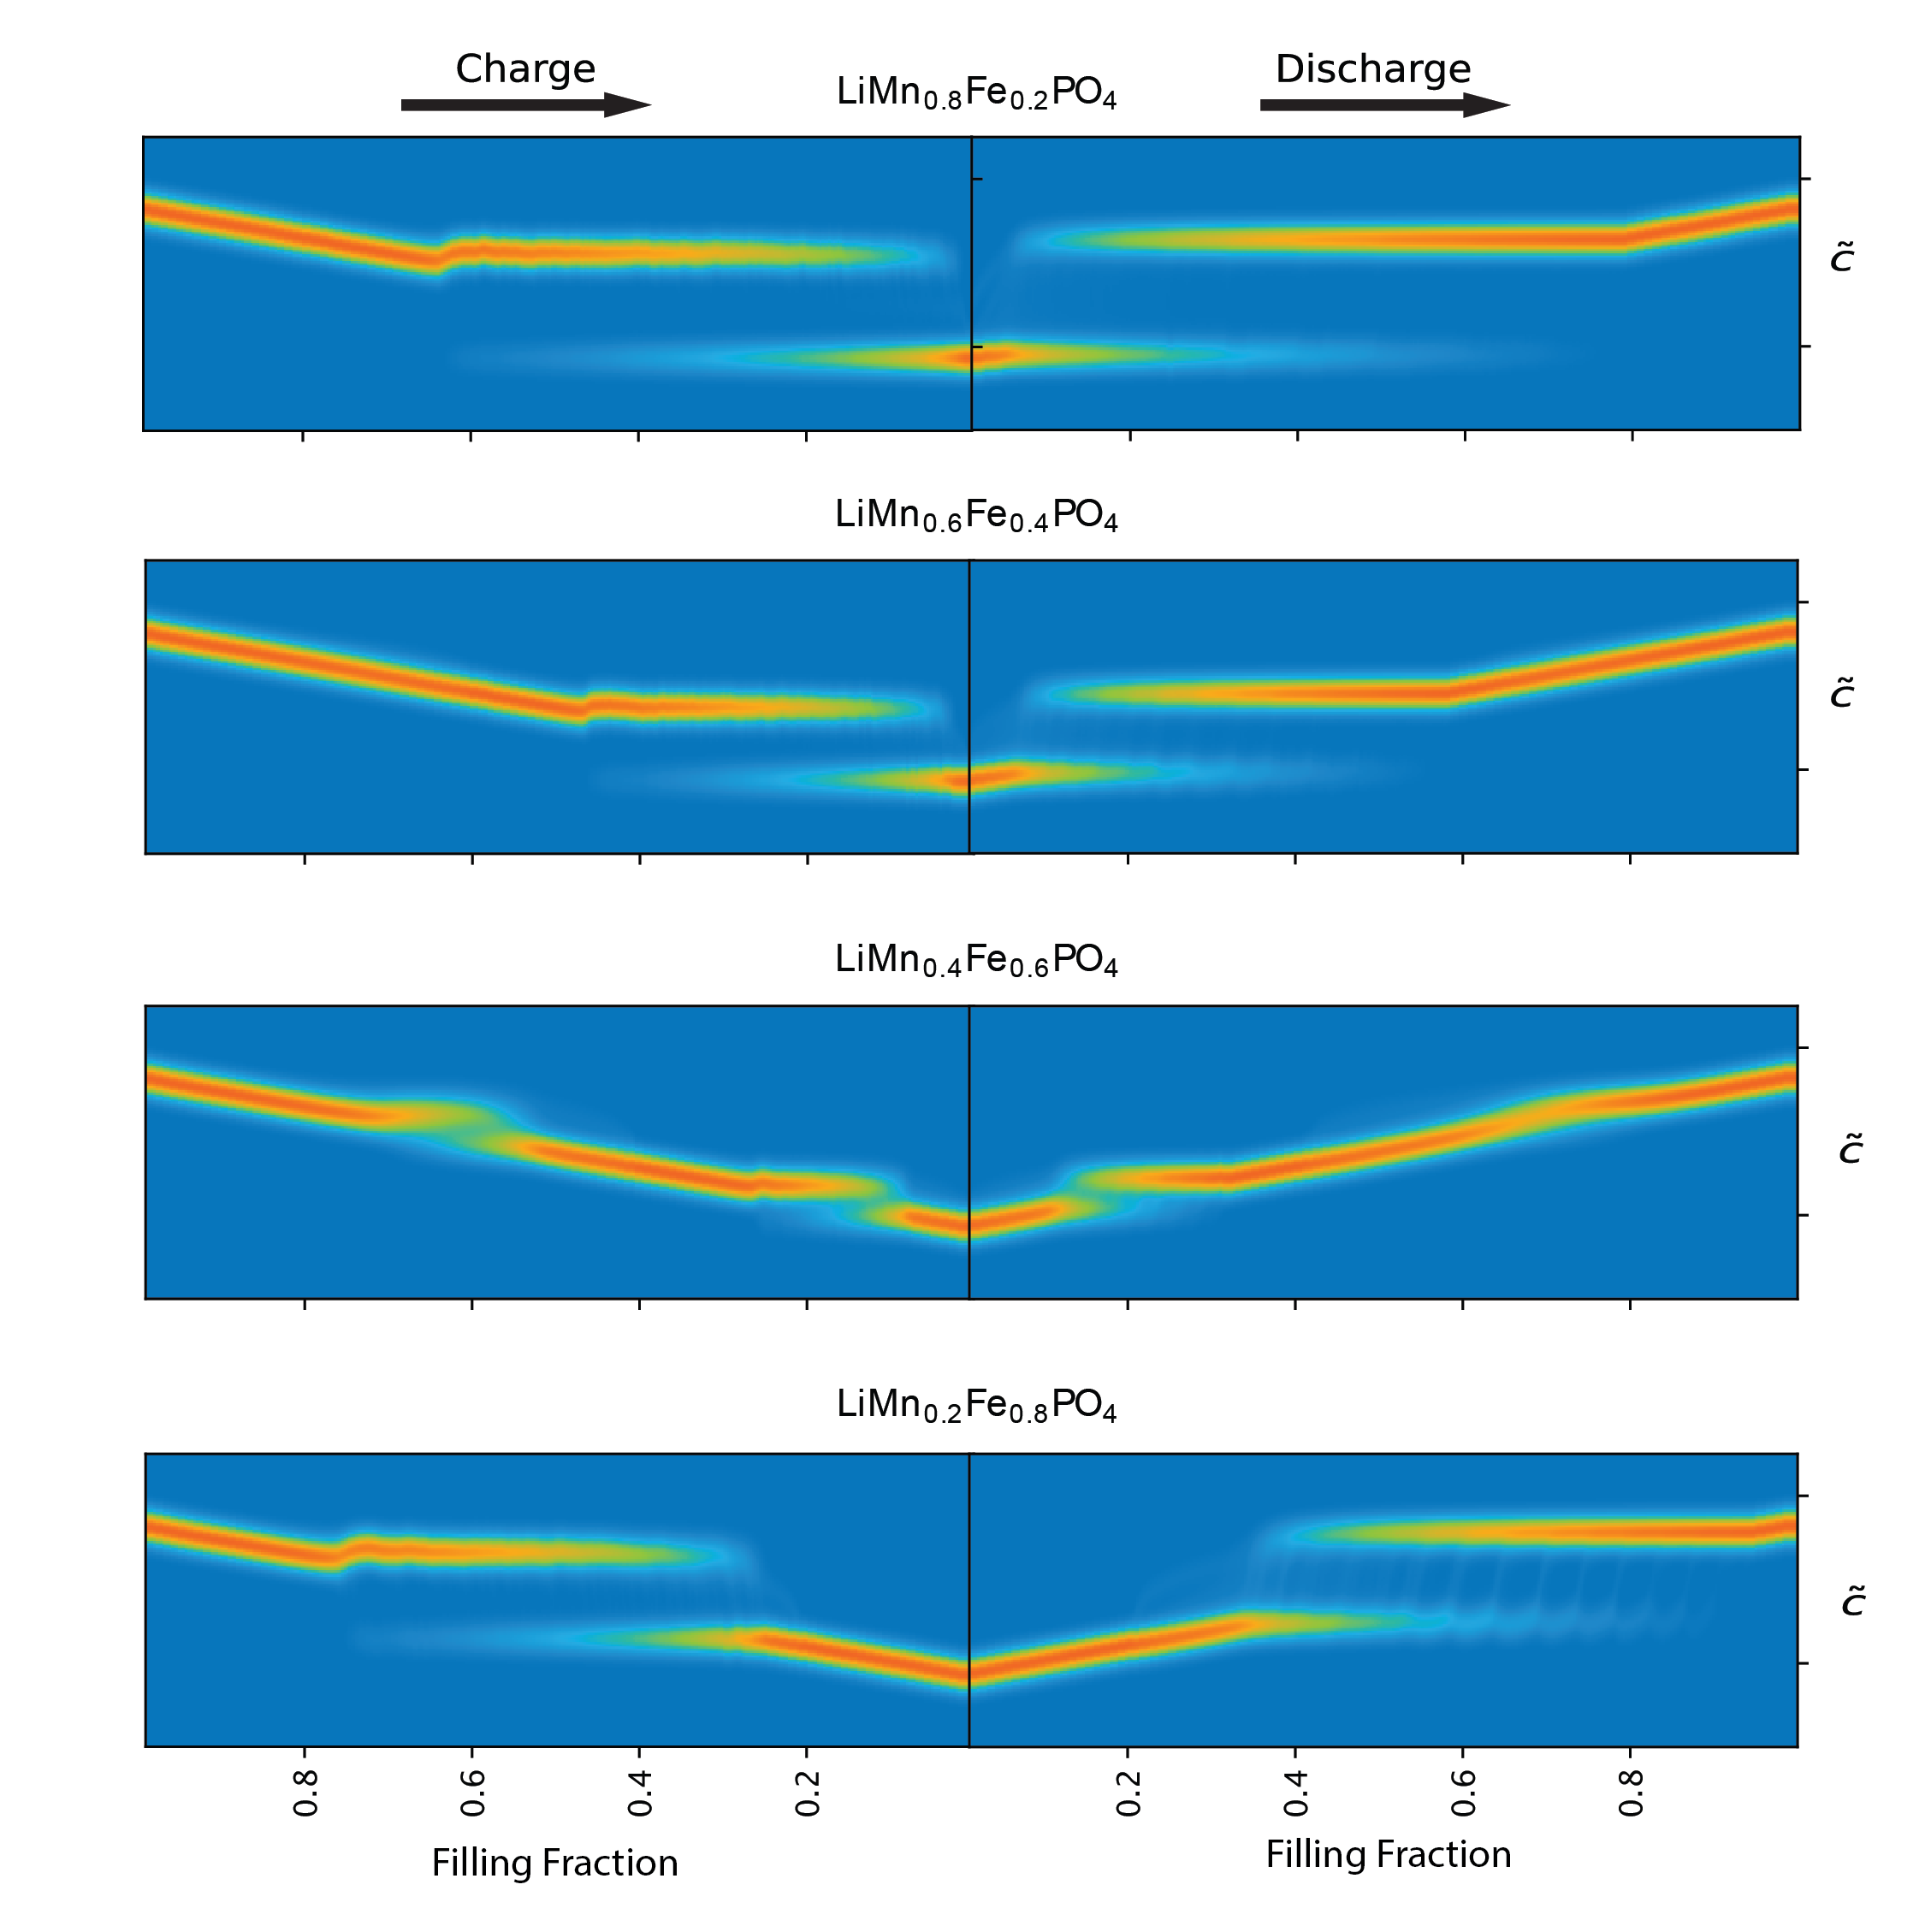 Charge
Discharge
LiMn₀.₈Fe₀.₂PO₄
c̃
LiMn₀.₆Fe₀.₄PO₄
c̃
LiMn₀.₄Fe₀.₆PO₄
c̃
LiMn₀.₂Fe₀.₈PO₄
c̃
0.8 0.6 0.4 0.2 0.2 0.4 0.6 0.8
Filling Fraction
Filling Fraction